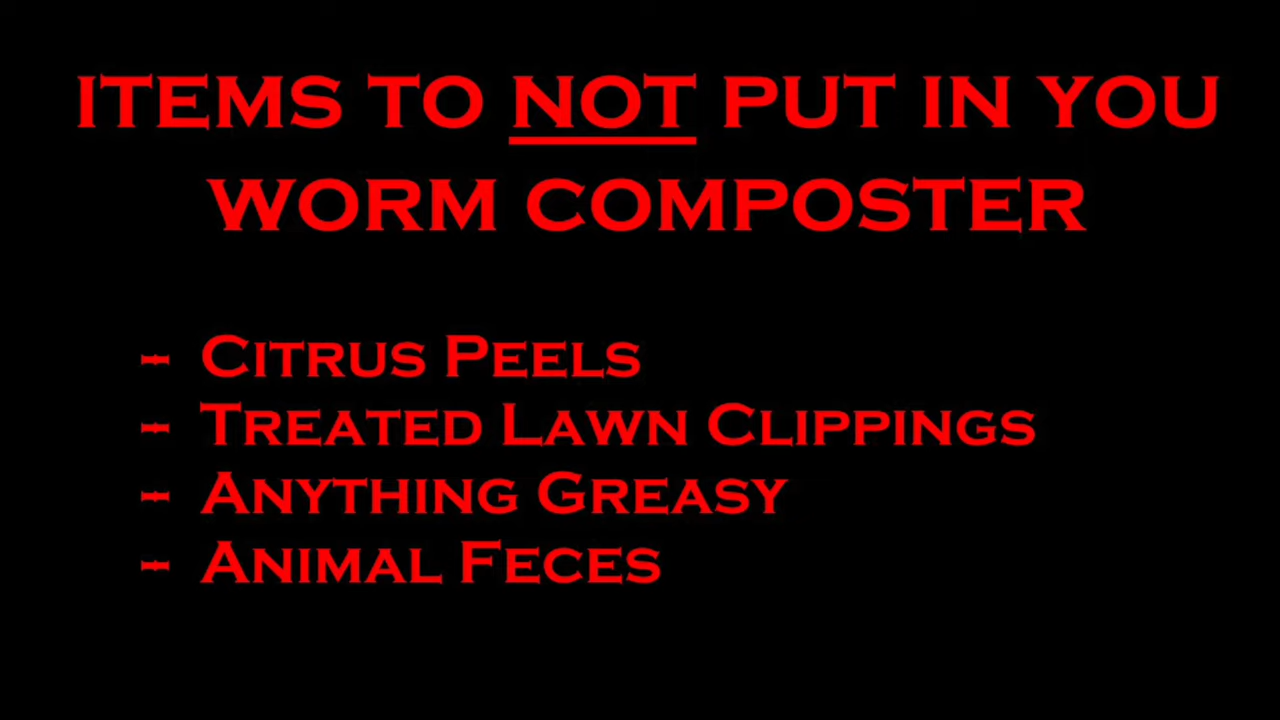 ITEMS TO NOT PUT IN YOU
WORM COMPOSTER
- CITRUS PEELS
- TREATED LAWN CLIPPINGS
- ANYTHING GREASY
- ANIMAL FECES